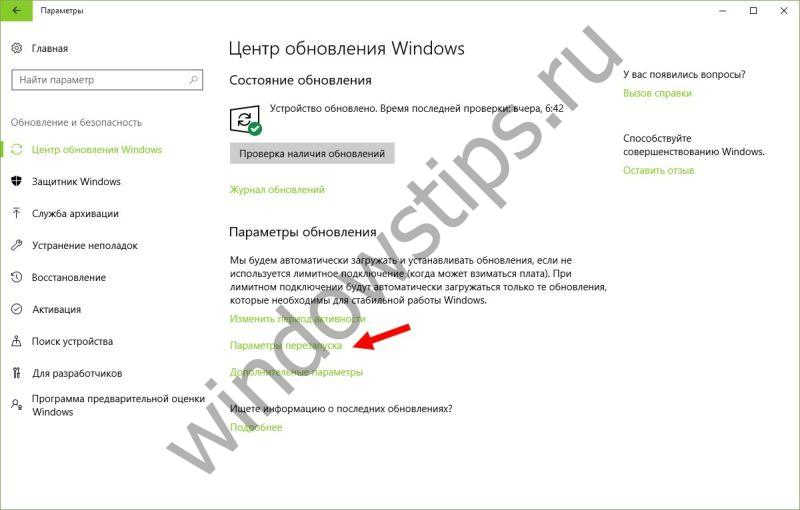 Параметры
Главная
Найти параметр
Обновление и безопасность
Центр обновления Windows
Защитник Windows
Служба архивации
Устранение неполадок
Восстановление
Активация
Поиск устройства
Для разработчиков
Программа предварительной оценки
Windows
Центр обновления Windows
Состояние обновления
Устройство обновлено. Время последней проверки: вчера, 6:42
Проверка наличия обновлений
Журнал обновлений
Параметры обновления
Мы будем автоматически загружать и устанавливать обновления, если не
используется лимитное подключение (когда может взиматься плата). При
лимитном подключении будут автоматически загружаться только те обновления,
которые необходимы для стабильной работы Windows.
Изменить период активности
Параметры перезапуска
Дополнительные параметры
Ищете информацию о последних обновлениях?
Подробнее
У вас появились вопросы?
Вызов справки
Способствуйте
совершенствованию Windows.
Оставить отзыв
windowstips.ru